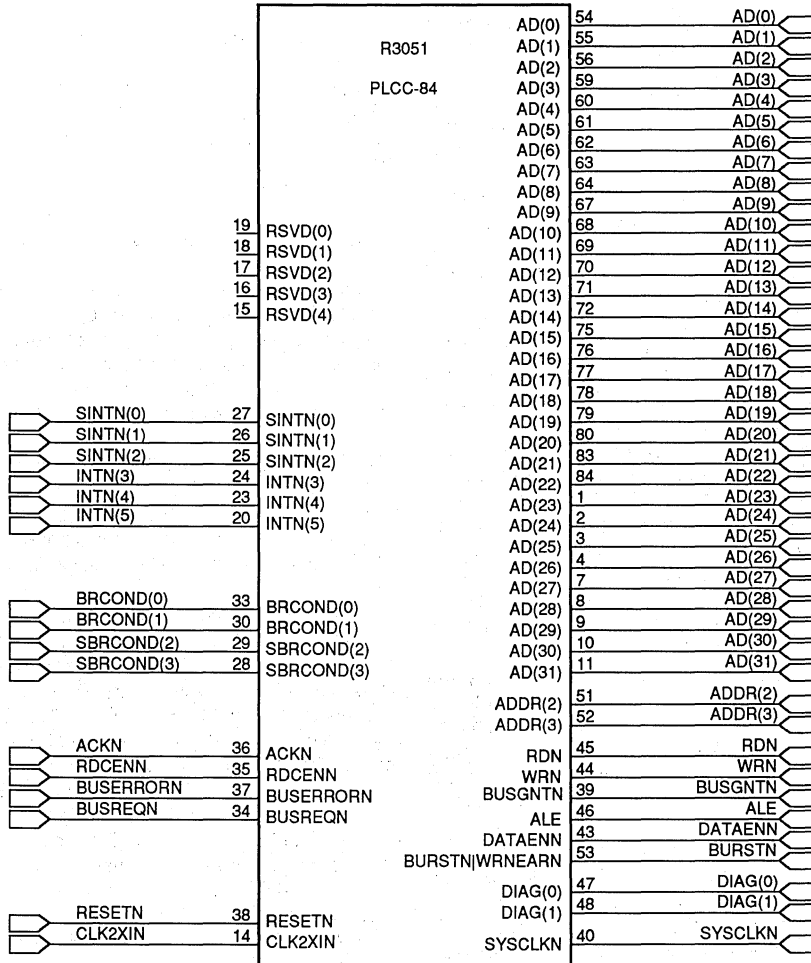 R3051
PLCC-84
19 RSVD(0)
18 RSVD(1)
17 RSVD(2)
16 RSVD(3)
15 RSVD(4)
SINTN(0) 27 SINTN(0)
SINTN(1) 26 SINTN(1)
SINTN(2) 25 SINTN(2)
INTN(3) 24 INTN(3)
INTN(4) 23 INTN(4)
INTN(5) 20 INTN(5)
BRCOND(0) 33 BRCOND(0)
BRCOND(1) 30 BRCOND(1)
SBRCOND(2) 29 SBRCOND(2)
SBRCOND(3) 28 SBRCOND(3)
ACKN 36 ACKN
RDCENN 35 RDCENN
BUSERRORN 37 BUSERRORN
BUSREQN 34 BUSREQN
RESETN 38 RESETN
CLK2XIN 14 CLK2XIN
AD(0) 54 AD(0)
AD(1) 55 AD(1)
AD(2) 56 AD(2)
AD(3) 59 AD(3)
AD(4) 60 AD(4)
AD(5) 61 AD(5)
AD(6) 62 AD(6)
AD(7) 63 AD(7)
AD(8) 64 AD(8)
AD(9) 67 AD(9)
AD(10) 68 AD(10)
AD(11) 69 AD(11)
AD(12) 70 AD(12)
AD(13) 71 AD(13)
AD(14) 72 AD(14)
AD(15) 75 AD(15)
AD(16) 76 AD(16)
AD(17) 77 AD(17)
AD(18) 78 AD(18)
AD(19) 79 AD(19)
AD(20) 80 AD(20)
AD(21) 83 AD(21)
AD(22) 84 AD(22)
AD(23) 1 AD(23)
AD(24) 2 AD(24)
AD(25) 3 AD(25)
AD(26) 4 AD(26)
AD(27) 7 AD(27)
AD(28) 8 AD(28)
AD(29) 9 AD(29)
AD(30) 10 AD(30)
AD(31) 11 AD(31)
ADDR(2) 51 ADDR(2)
ADDR(3) 52 ADDR(3)
RDN 45 RDN
WRN 44 WRN
BUSGNTN 39 BUSGNTN
ALE 46 ALE
DATAENN 43 DATAENN
BURSTN|WRNEARN 53 BURSTN
DIAG(0) 47 DIAG(0)
DIAG(1) 48 DIAG(1)
SYSCLKN 40 SYSCLKN